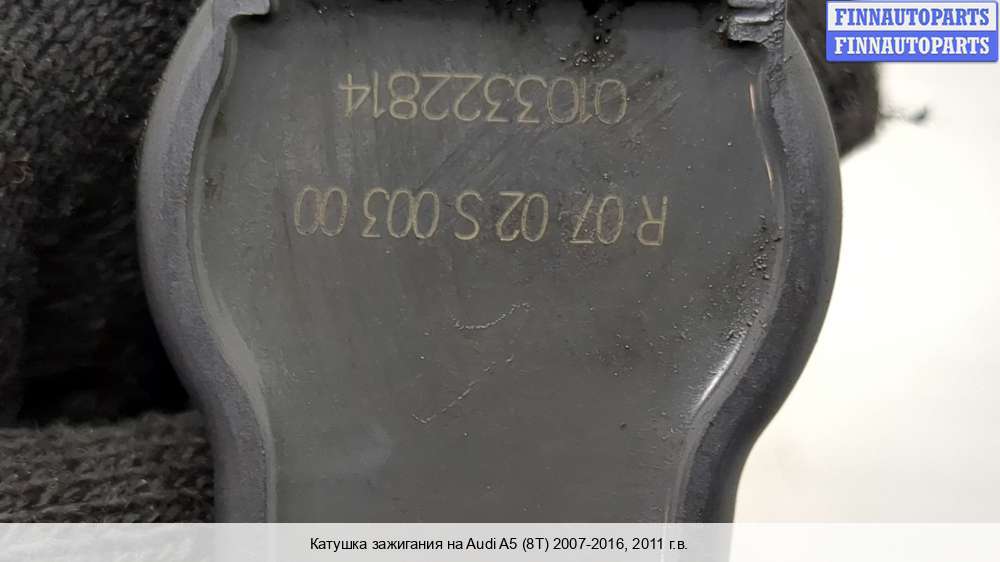 FINNAUTOPARTS
FINNAUTOPARTS
R 07 02 S 003 00
0103322814
Катушка зажигания на Audi A5 (8T) 2007-2016, 2011 г.в.